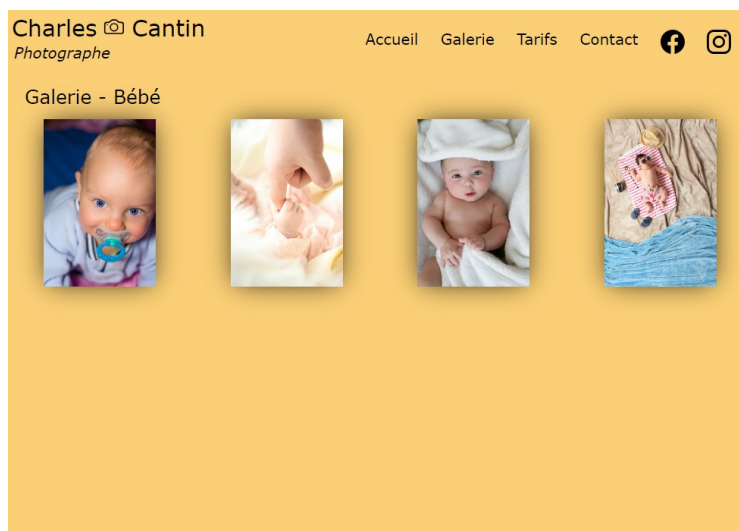 Charles Cantin
Photographe
Accueil Galerie Tarifs Contact
Galerie - Bébé